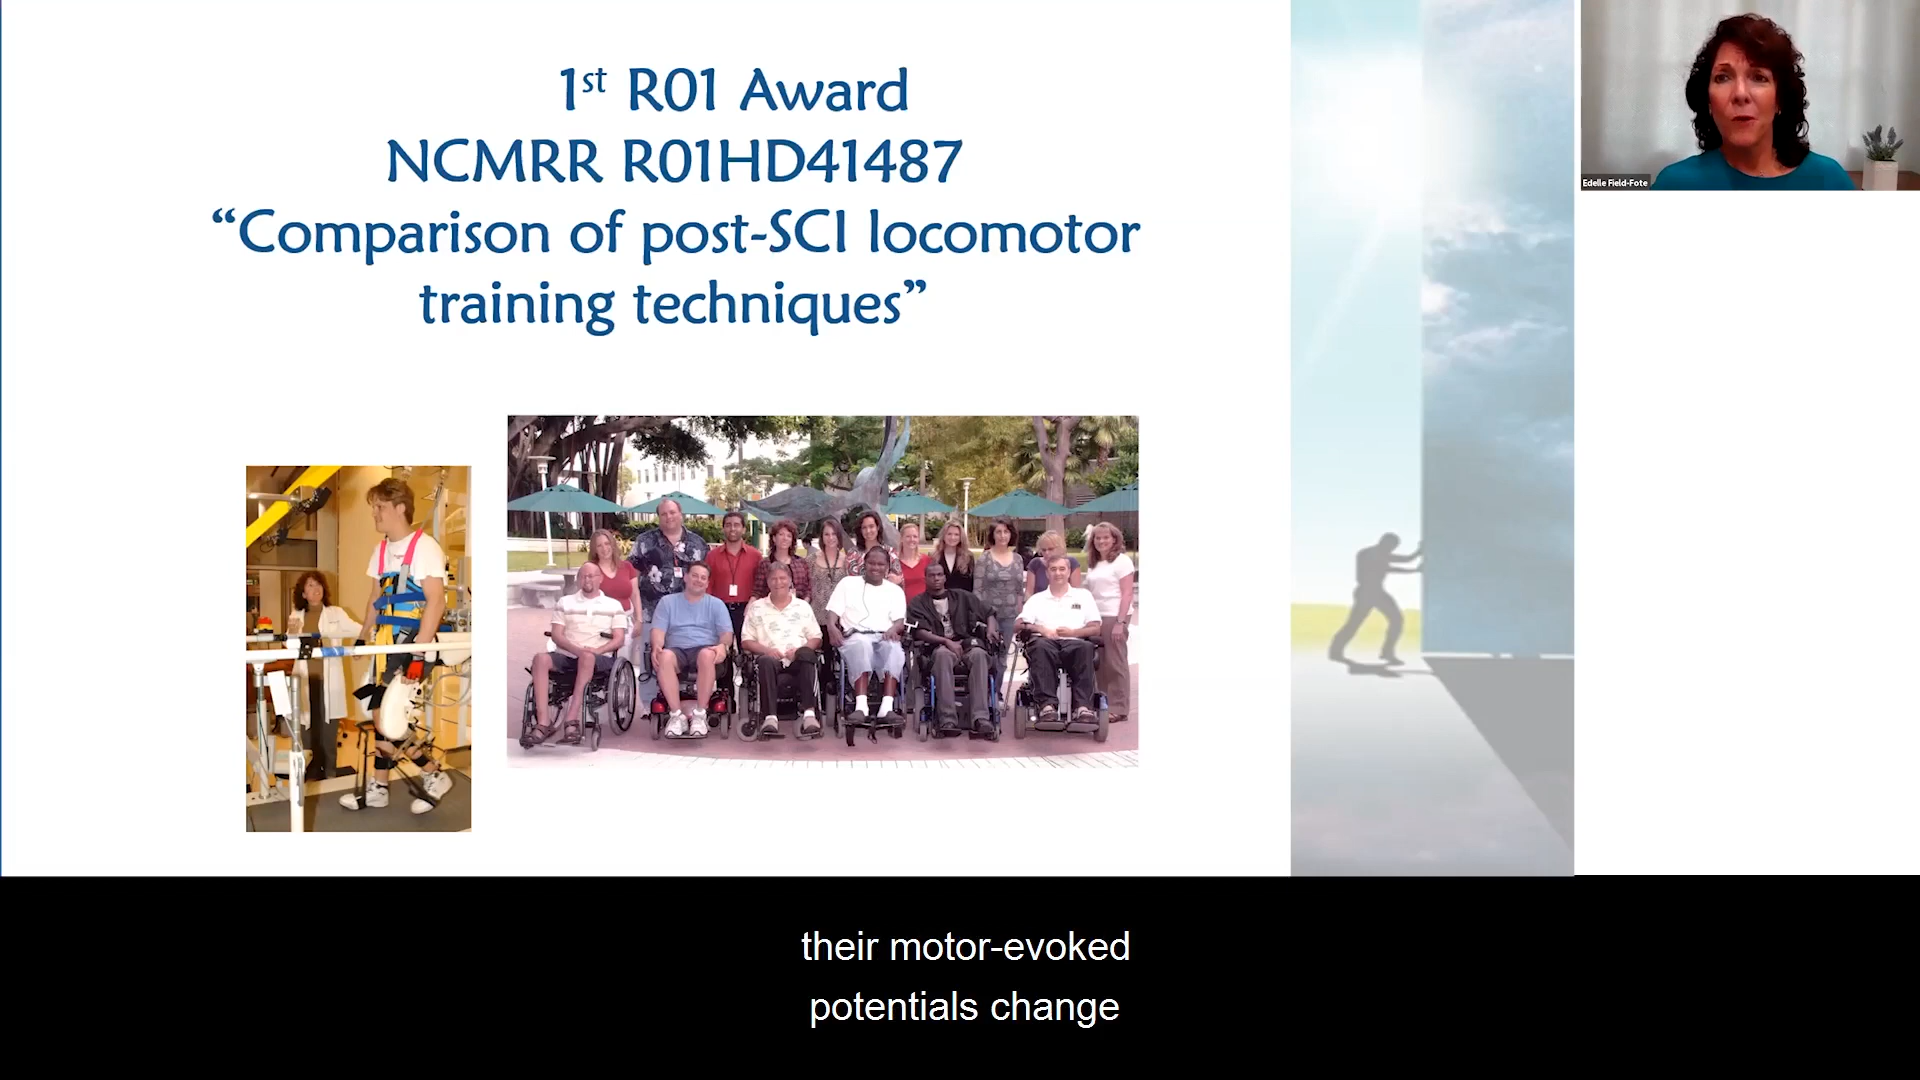 1st R01 Award
NCMRR R01HD41487
“Comparison of post-SCI locomotor
training techniques”
Edelle Field-Fote
their motor-evoked
potentials change